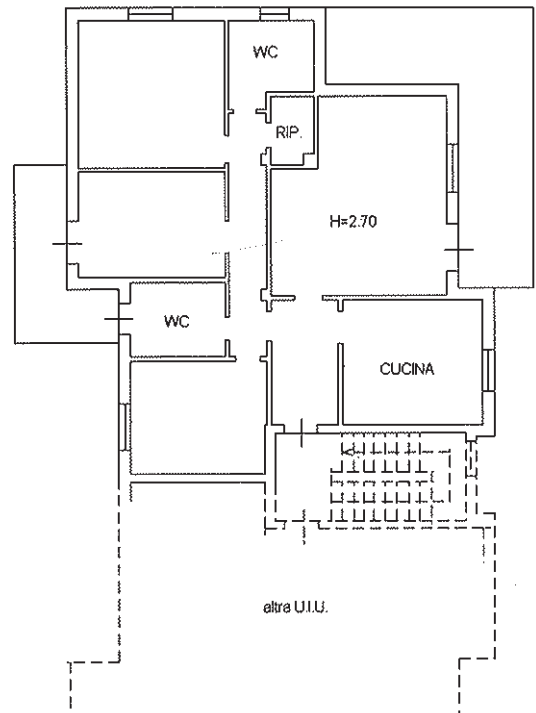 WC
RIP.
H=2.70
WC
CUCINA
altra U.I.U.